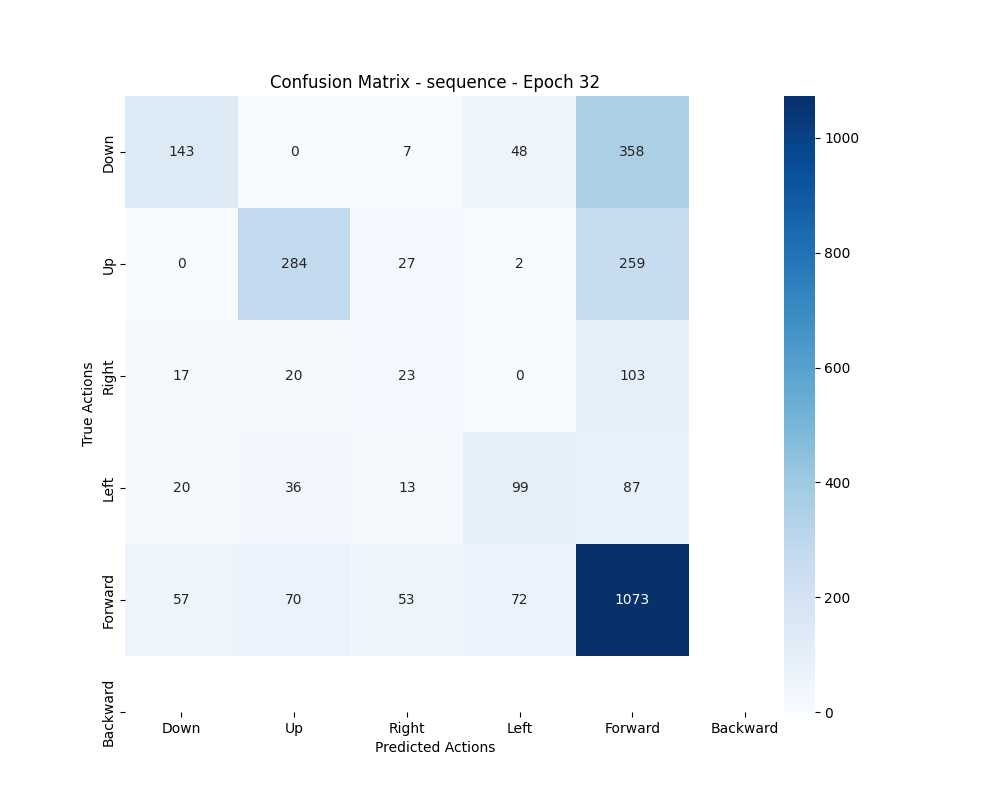 Confusion Matrix - sequence - Epoch 32
Down 143 0 7 48 358
Up 0 284 27 2 259
Right 17 20 23 0 103
Left 20 36 13 99 87
Forward 57 70 53 72 1073
Backward
Down Up Right Left Forward Backward
Predicted Actions
True Actions
1000
800
600
400
200
0